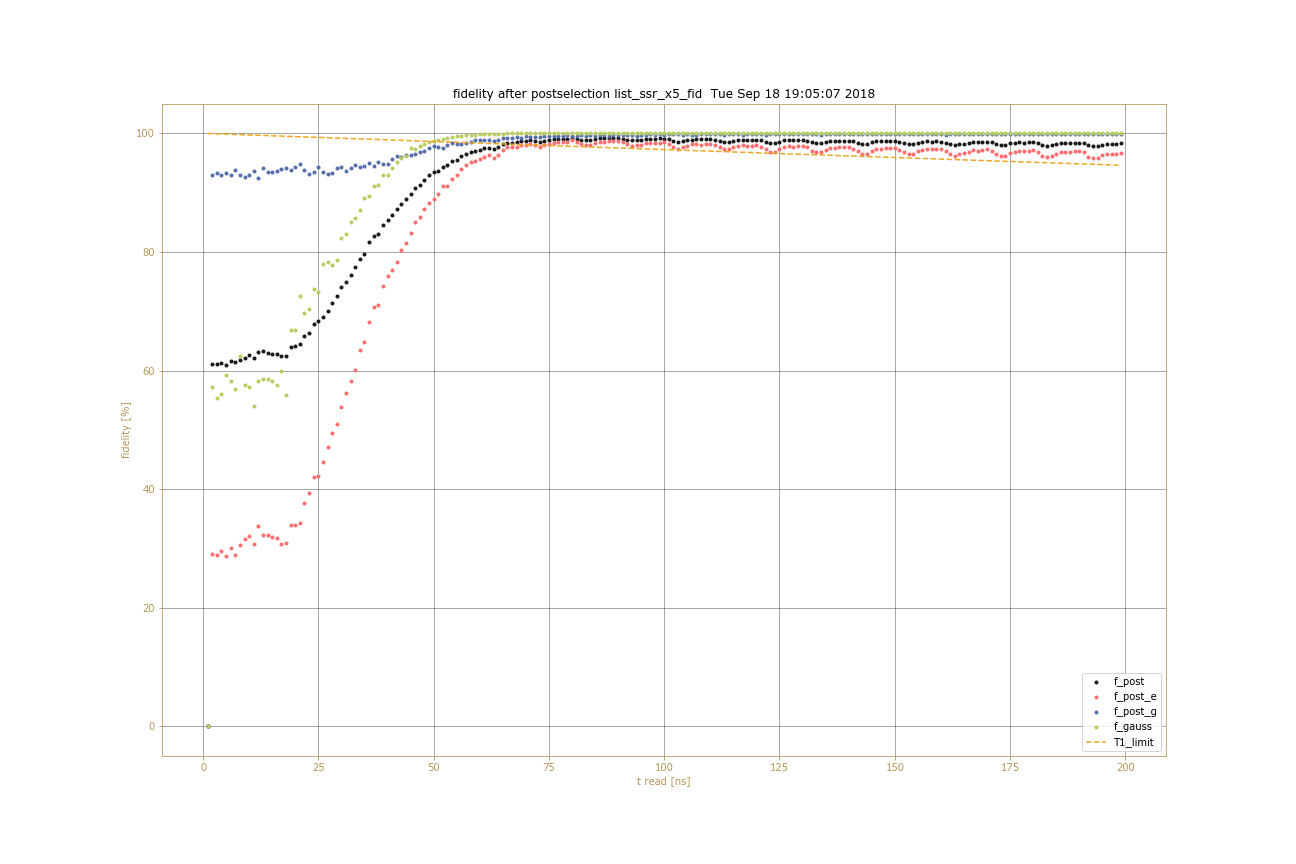 fidelity after postselection list_ssr_x5_fid  Tue Sep 18 19:05:07 2018
fidelity [%]
100
80
60
40
20
0
0 25 50 75 100 125 150 175 200
t read [ns]
f_post
f_post_e
f_post_g
f_gauss
T1_limit